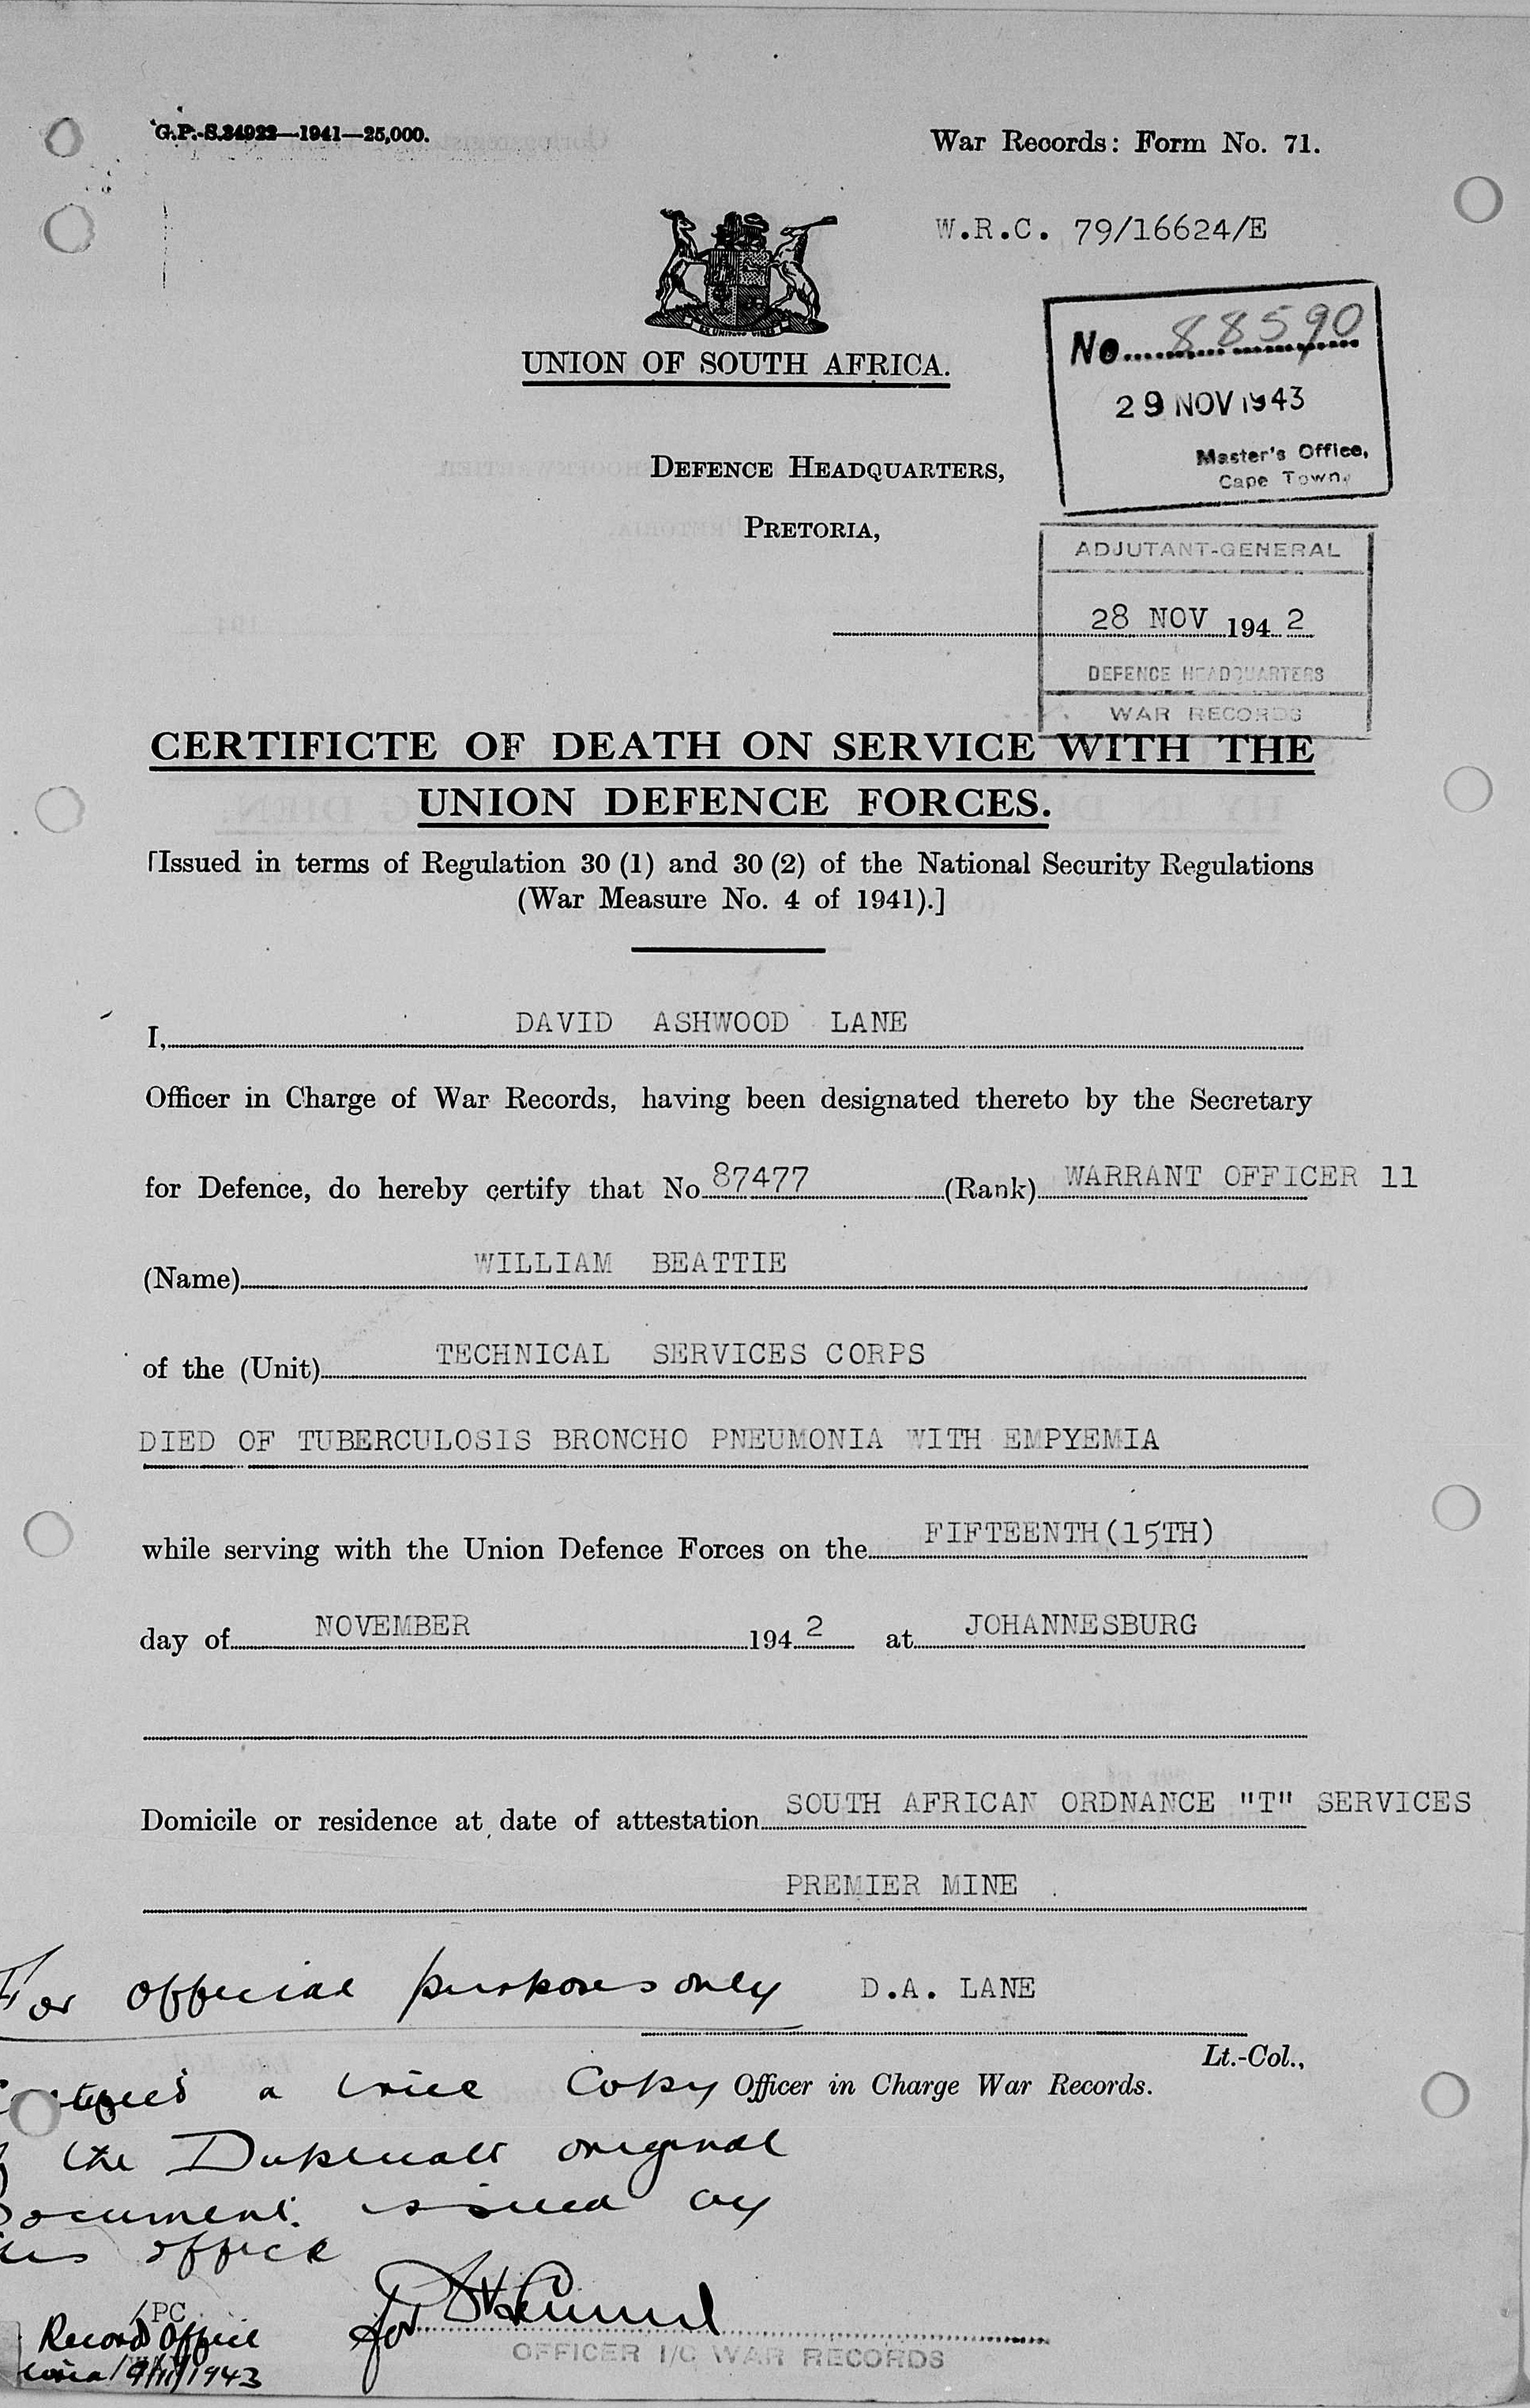 G.P.-S.34922—1941—25,000.
War Records: Form No. 71.
W.R.C. 79/16624/E
EX UNITATE VIRES
UNION OF SOUTH AFRICA.
No. 88590
29 NOV 1943
Master's Office,
Cape Town.
DEFENCE HEADQUARTERS,
PRETORIA,
ADJUTANT-GENERAL
28 NOV 1942
DEFENCE HEADQUARTERS
WAR RECORDS
CERTIFICTE OF DEATH ON SERVICE WITH THE
UNION DEFENCE FORCES.
[Issued in terms of Regulation 30 (1) and 30 (2) of the National Security Regulations
(War Measure No. 4 of 1941).]
I, DAVID ASHWOOD LANE
Officer in Charge of War Records, having been designated thereto by the Secretary
for Defence, do hereby certify that No 87477 (Rank) WARRANT OFFICER 11
(Name) WILLIAM BEATTIE
of the (Unit) TECHNICAL SERVICES CORPS
DIED OF TUBERCULOSIS BRONCHO PNEUMONIA WITH EMPYEMIA
while serving with the Union Defence Forces on the FIFTEENTH(15TH)
day of NOVEMBER 1942 at JOHANNESBURG
Domicile or residence at date of attestation SOUTH AFRICAN ORDNANCE "T" SERVICES
PREMIER MINE
For official purposes only
D.A. LANE
Lt.-Col.,
Officer in Charge War Records.
a true Copy
the Duplicate original
Document issued by
office
/PC
Record Office
/11/1943
for
OFFICER I/C WAR RECORDS